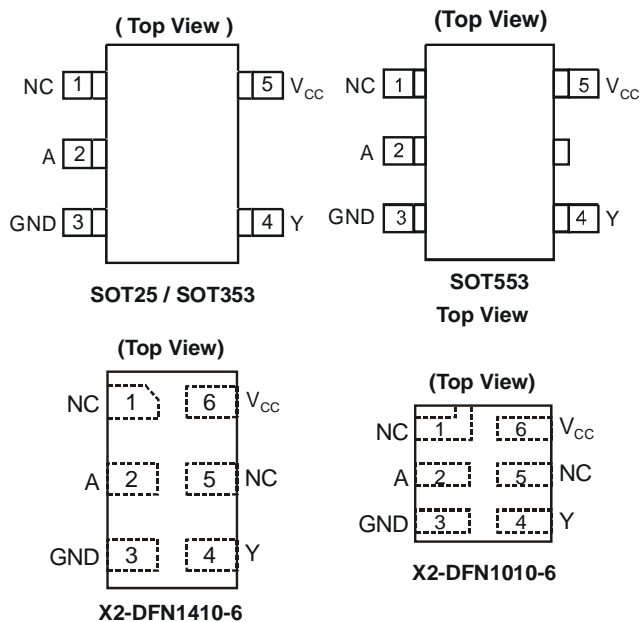 ( Top View )
NC 1 5 VCC
A 2
GND 3 4 Y
SOT25 / SOT353
(Top View)
NC 1 5 VCC
A 2
GND 3 4 Y
SOT553
Top View
(Top View)
NC 1 6 VCC
A 2 5 NC
GND 3 4 Y
X2-DFN1410-6
(Top View)
NC 1 6 VCC
A 2 5 NC
GND 3 4 Y
X2-DFN1010-6